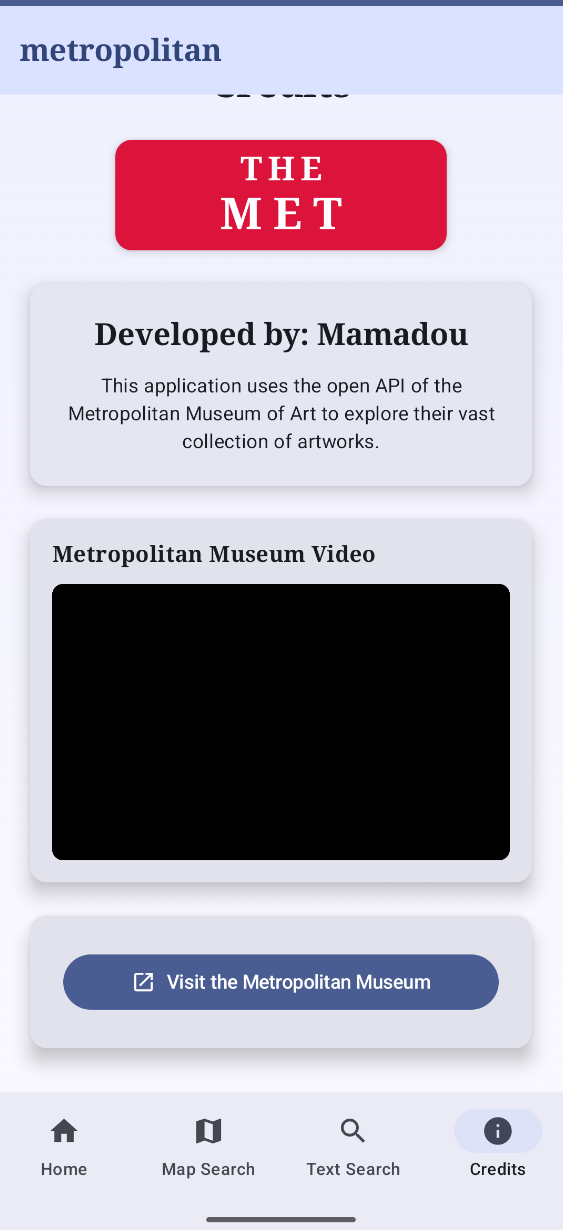 metropolitan
Credits
THE
MET
Developed by: Mamadou
This application uses the open API of the
Metropolitan Museum of Art to explore their vast
collection of artworks.
Metropolitan Museum Video
Visit the Metropolitan Museum
Home
Map Search
Text Search
Credits